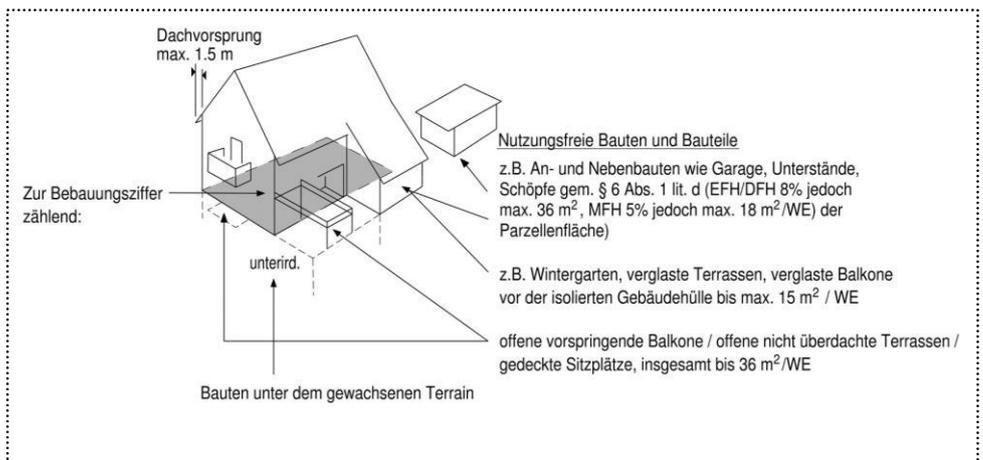 Dachvorsprung
max. 1.5 m
Nutzungsfreie Bauten und Bauteile
z.B. An- und Nebenbauten wie Garage, Unterstände,
Schöpfe gem. § 6 Abs. 1 lit. d (EFH/DFH 8% jedoch
max. 36 m², MFH 5% jedoch max. 18 m²/WE) der
Parzellenfläche)
Zur Bebauungsziffer
zählend:
unterird.
z.B. Wintergarten, verglaste Terrassen, verglaste Balkone
vor der isolierten Gebäudehülle bis max. 15 m² / WE
offene vorspringende Balkone / offene nicht überdachte Terrassen /
gedeckte Sitzplätze, insgesamt bis 36 m²/WE
Bauten unter dem gewachsenen Terrain